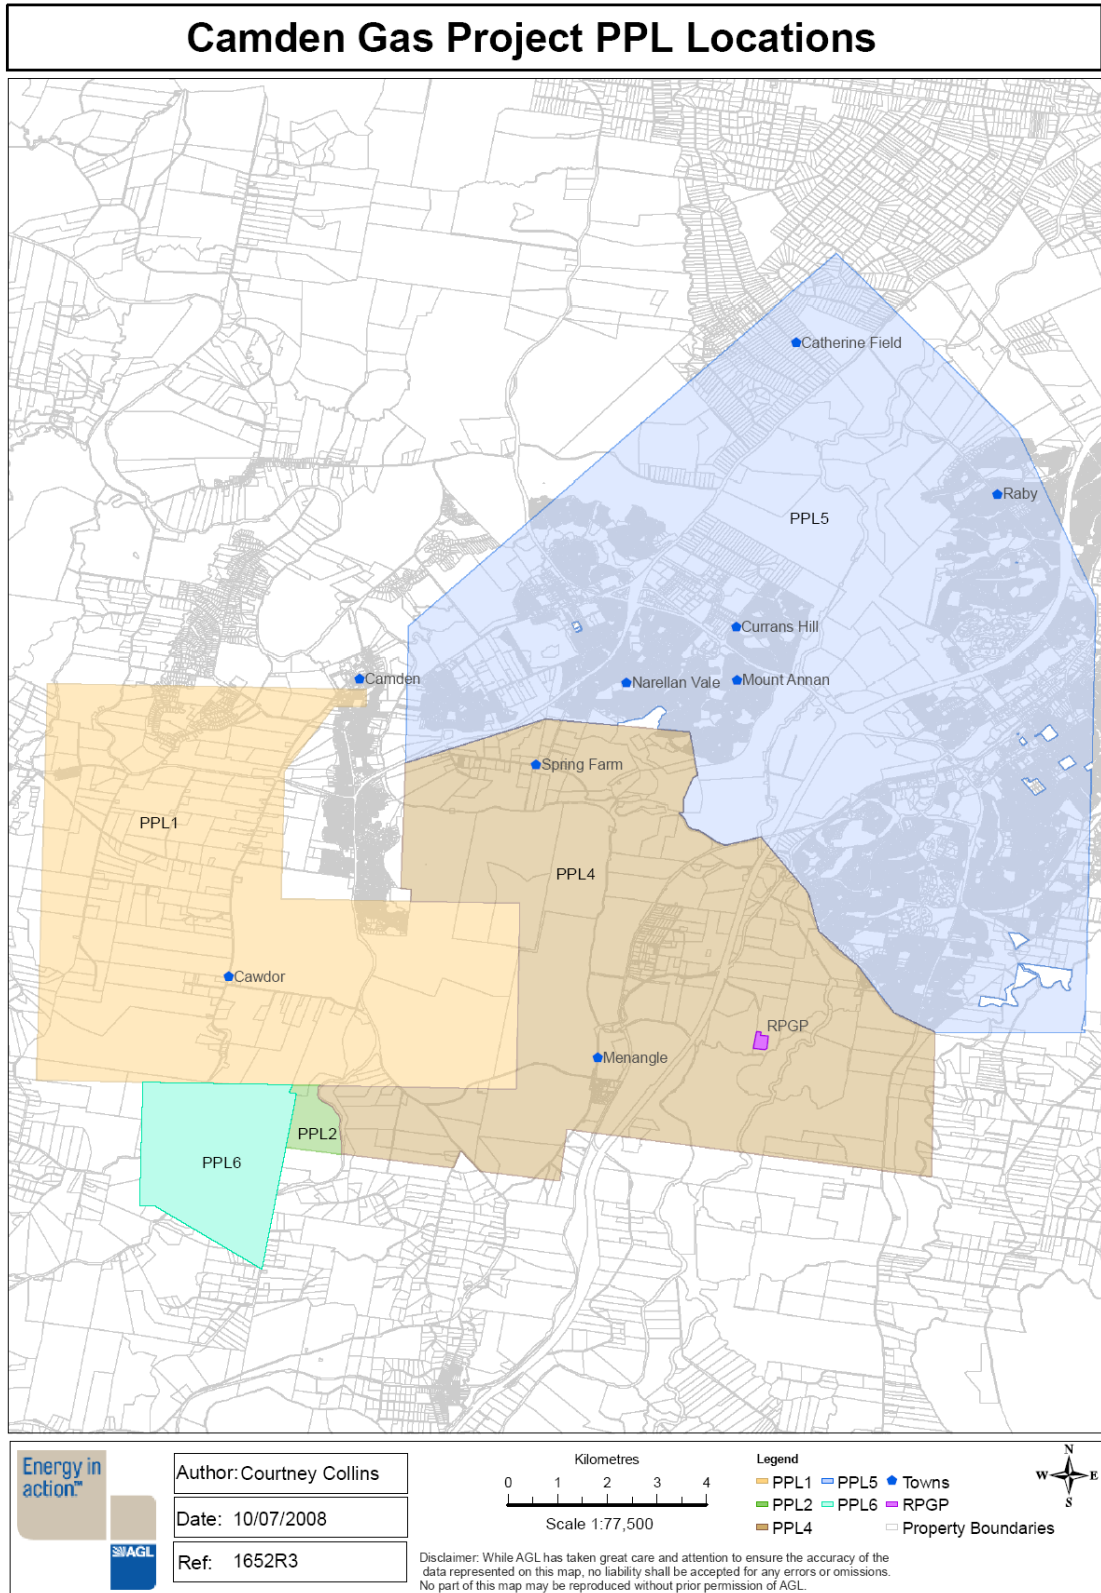 Camden Gas Project PPL Locations
Catherine Field
Raby
PPL5
Currans Hill
Camden
Narellan Vale
Mount Annan
Spring Farm
PPL1
PPL4
Cawdor
RPGP
Menangle
PPL2
PPL6
Energy in
action.™
AGL
Author: Courtney Collins
Date: 10/07/2008
Ref: 1652R3
Kilometres
0 1 2 3 4
Scale 1:77,500
Legend
PPL1 PPL5 Towns
PPL2 PPL6 RPGP
PPL4 Property Boundaries
N
W E
S
Disclaimer: While AGL has taken great care and attention to ensure the accuracy of the
data represented on this map, no liability shall be accepted for any errors or omissions.
No part of this map may be reproduced without prior permission of AGL.